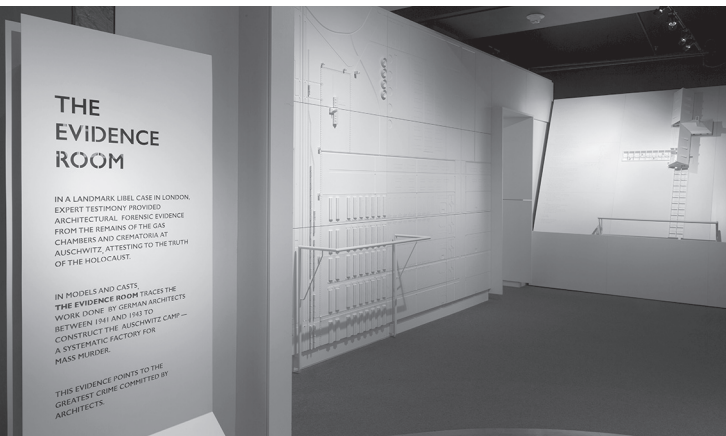 THE
EViDENCE
ROOM
IN A LANDMARK LIBEL CASE IN LONDON,
EXPERT TESTIMONY PROVIDED
ARCHITECTURAL FORENSIC EVIDENCE
FROM THE REMAINS OF THE GAS
CHAMBERS AND CREMATORIA AT
AUSCHWITZ, ATTESTING TO THE TRUTH
OF THE HOLOCAUST.
IN MODELS AND CASTS,
THE EVIDENCE ROOM TRACES THE
WORK DONE BY GERMAN ARCHITECTS
BETWEEN 1941 AND 1943 TO
CONSTRUCT THE AUSCHWITZ CAMP —
A SYSTEMATIC FACTORY FOR
MASS MURDER.
THIS EVIDENCE POINTS TO THE
GREATEST CRIME COMMITTED BY
ARCHITECTS.